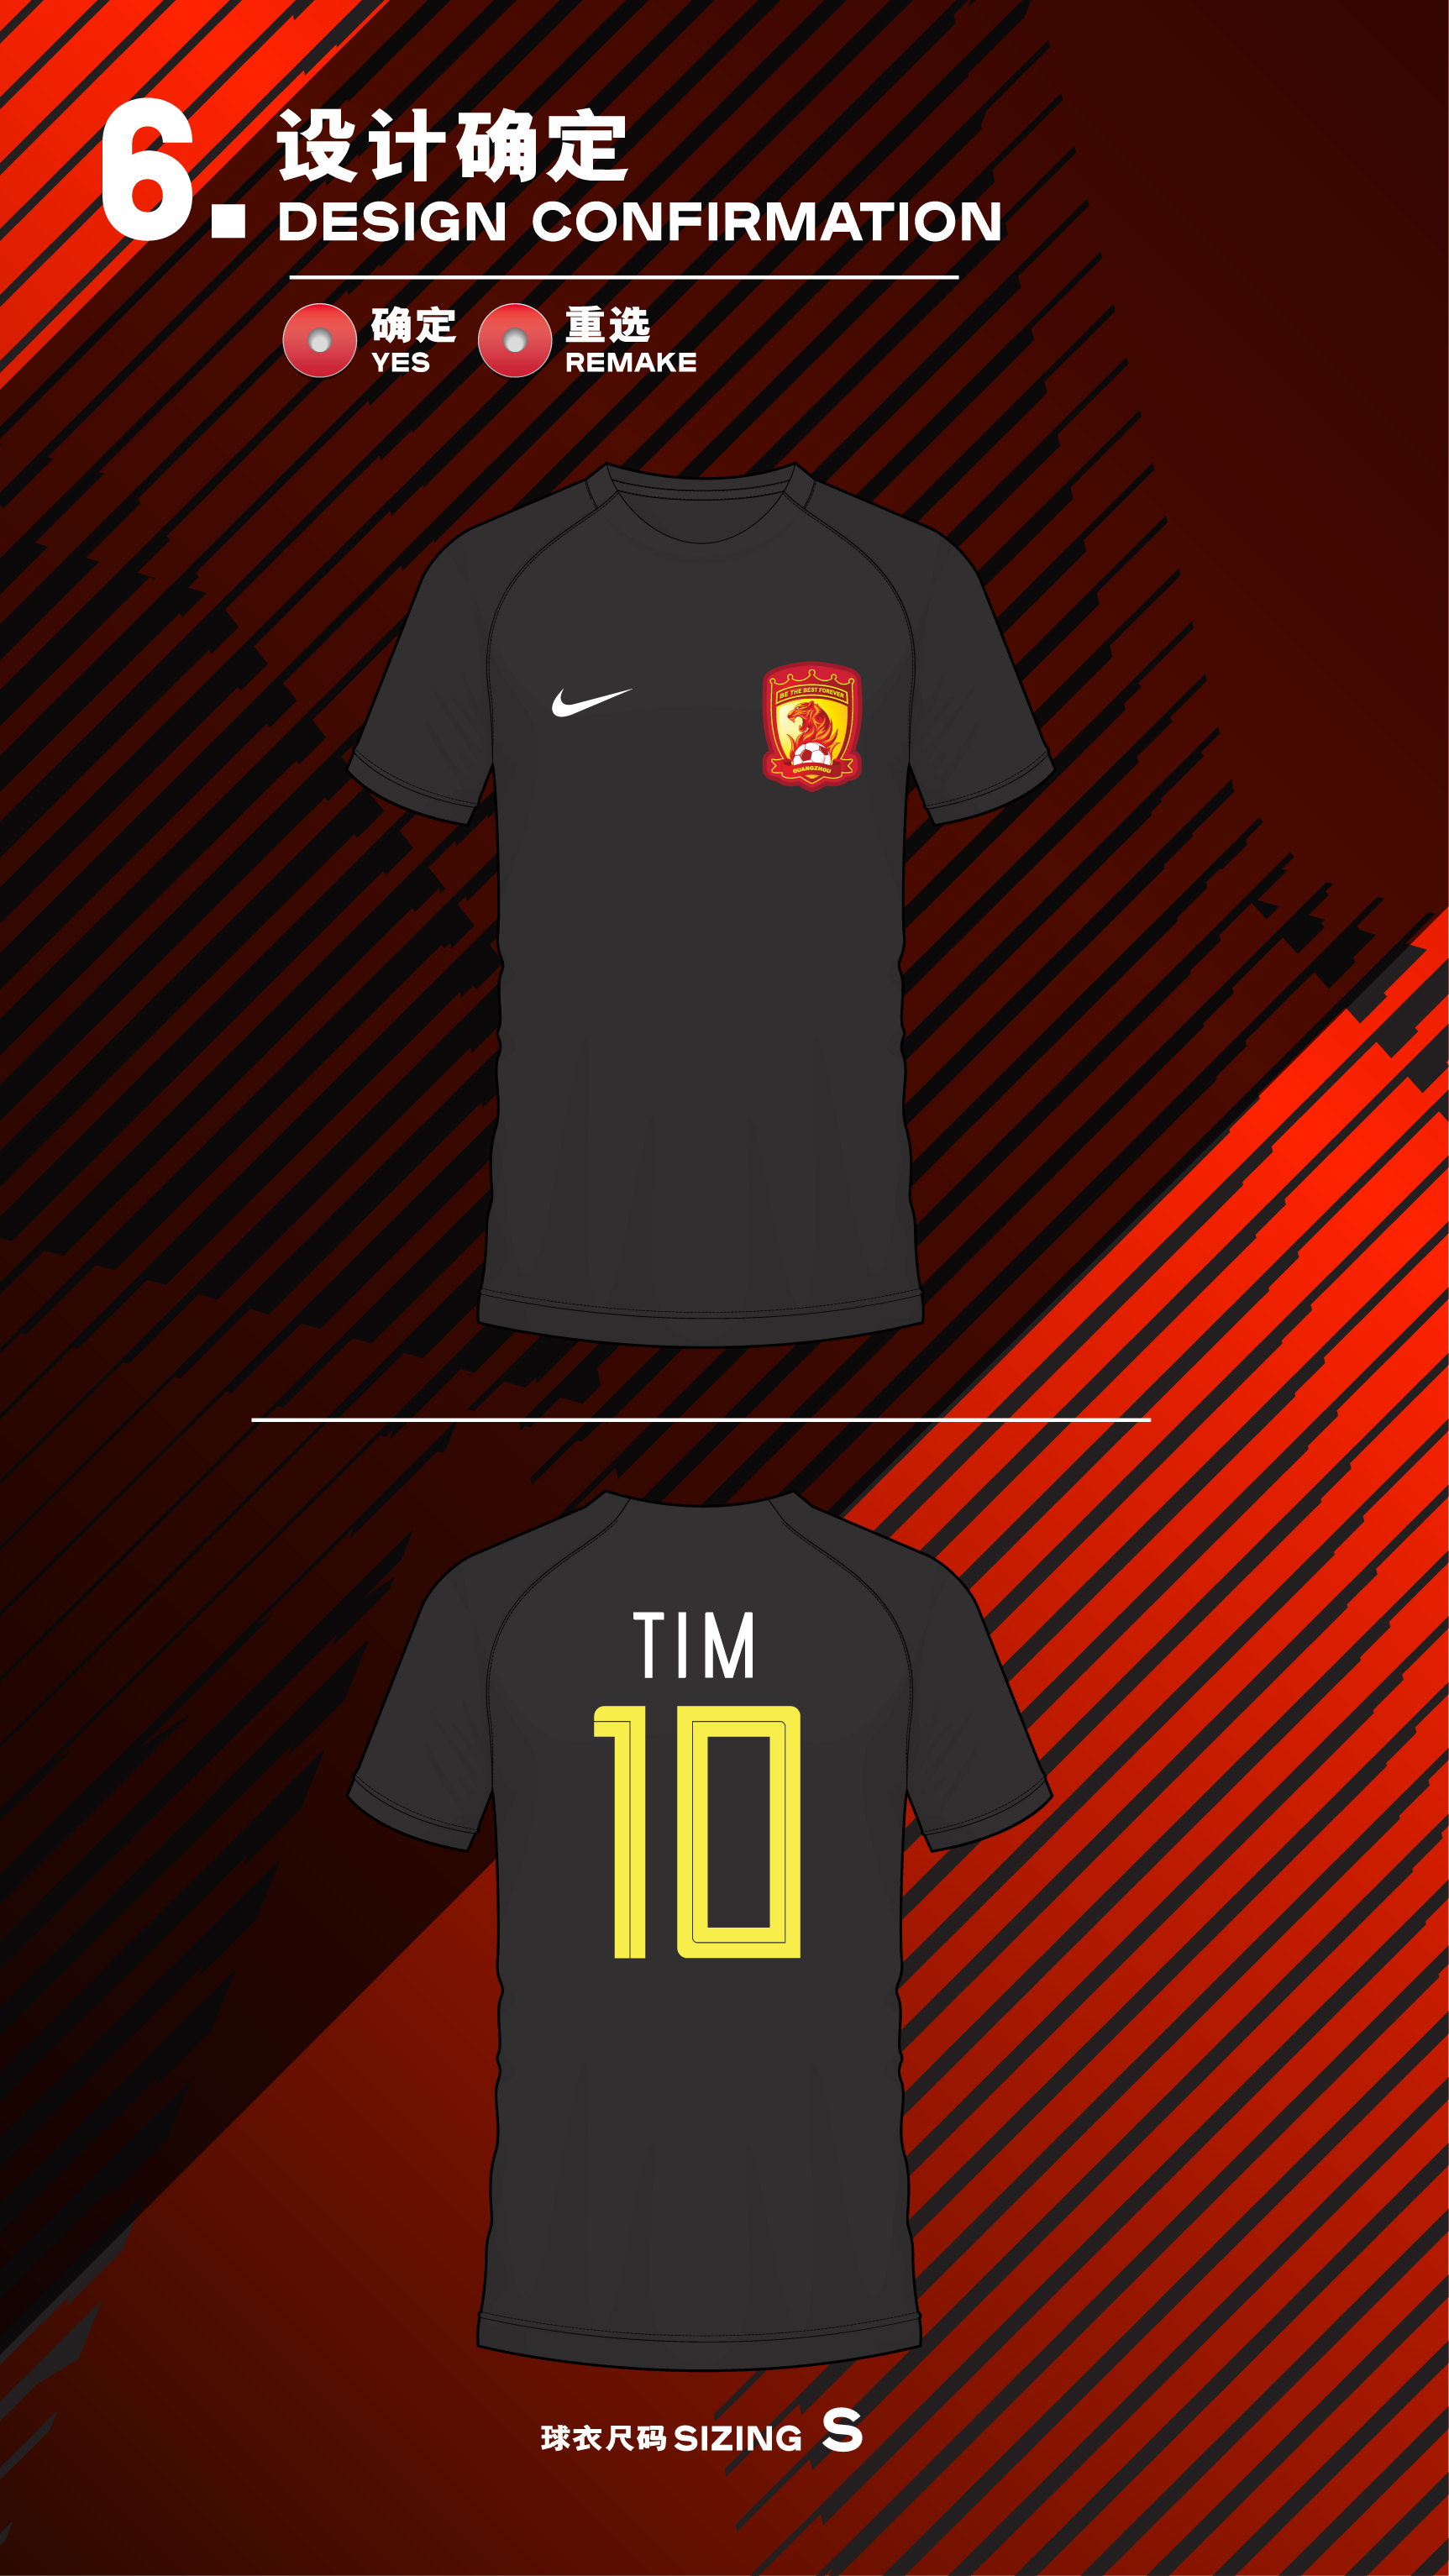 6.
设计确定
DESIGN CONFIRMATION
确定
YES
重选
REMAKE
BE THE BEST FOREVER
GUANGZHOU
TIM
10
球衣尺码 SIZING S